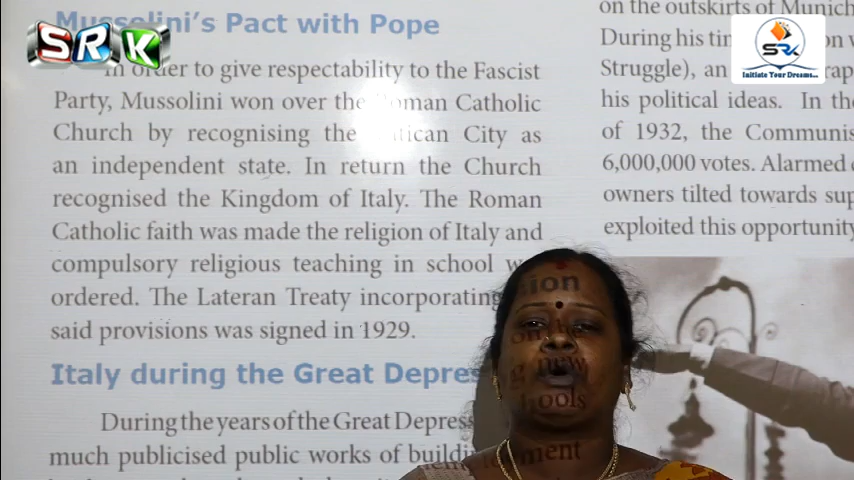 Mussolini's Pact with Pope
In order to give respectability to the Fascist
Party, Mussolini won over the Roman Catholic
Church by recognising the Vatican City as
an independent state. In return the Church
recognised the Kingdom of Italy. The Roman
Catholic faith was made the religion of Italy and
compulsory religious teaching in school
ordered. The Lateran Treaty incorporating
said provisions was signed in 1929.
Italy during the Great Depres
During the years of the Great Depress
much publicised public works of buildi
on the outskirts of Munich
During his
Struggle), an
his political ideas. In the
of 1932, the Communis
6,000,000 votes. Alarmed
owners tilted towards sup
exploited this opportunity
sion
on
g new
hools
ment
SRK
SRK
Initiate Your Dreams...